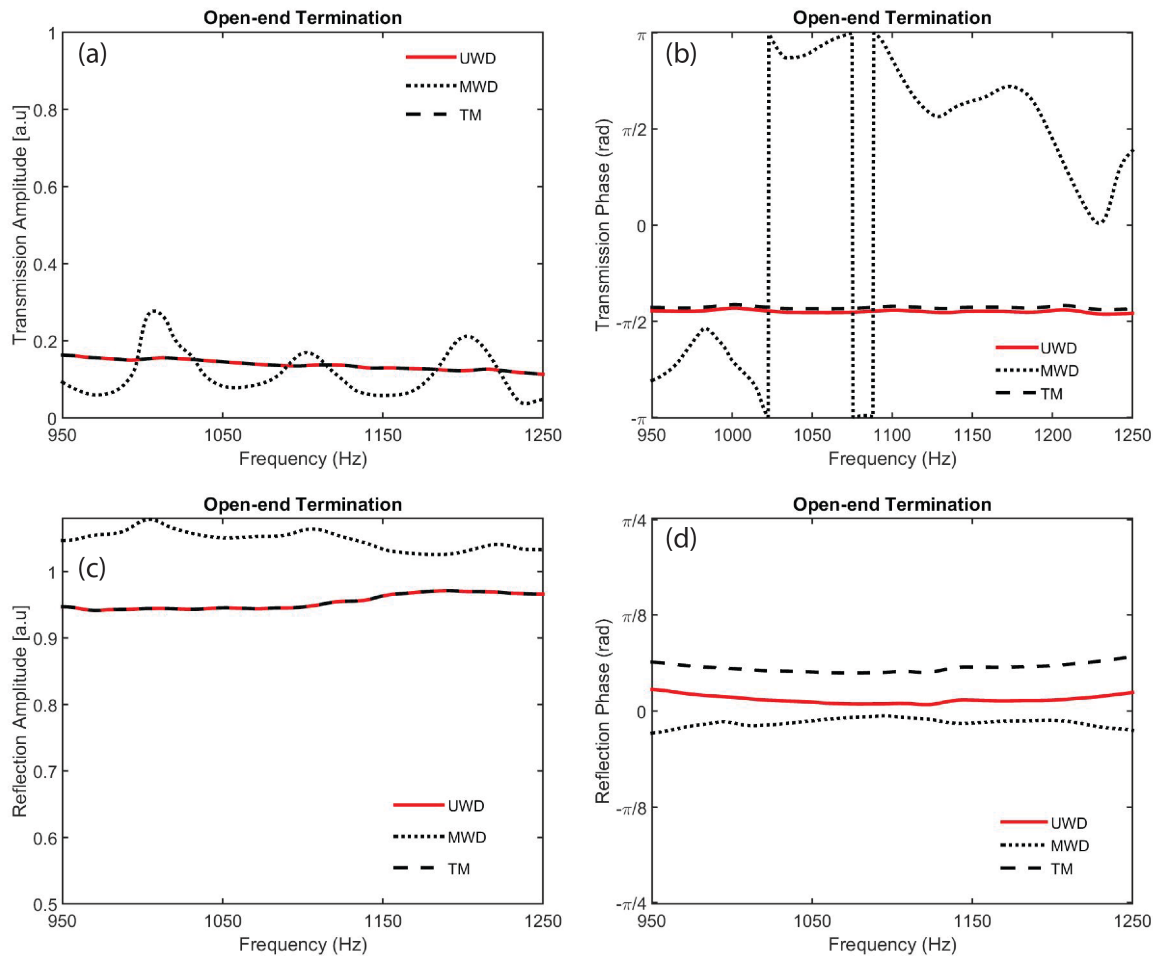 Open-end Termination
(a)
UWD
MWD
TM
Transmission Amplitude [a.u]
1
0.8
0.6
0.4
0.2
0
950
1050
1150
1250
Frequency (Hz)
Open-end Termination
(b)
UWD
MWD
TM
Transmission Phase (rad)
π
π/2
0
-π/2
-π
950
1000
1050
1100
1150
1200
1250
Frequency (Hz)
Open-end Termination
(c)
UWD
MWD
TM
Reflection Amplitude [a.u]
1
0.9
0.8
0.7
0.6
0.5
950
1050
1150
1250
Frequency (Hz)
Open-end Termination
(d)
UWD
MWD
TM
Reflection Phase (rad)
π/4
π/8
0
-π/8
-π/4
950
1050
1150
1250
Frequency (Hz)